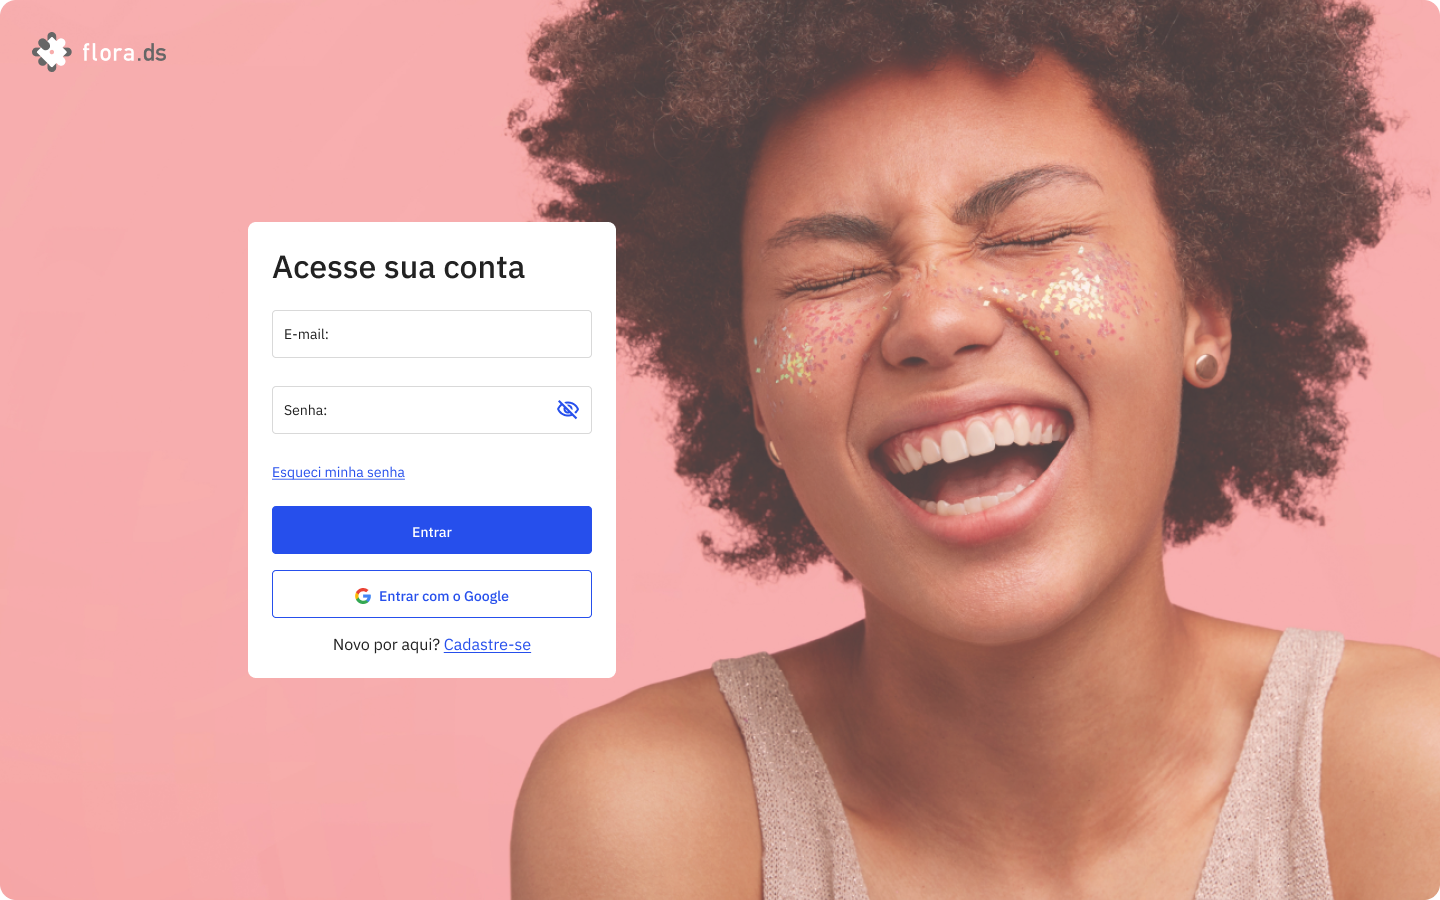 flora.ds
Acesse sua conta
E-mail:
Senha:
Esqueci minha senha
Entrar
Entrar com o Google
Novo por aqui? Cadastre-se